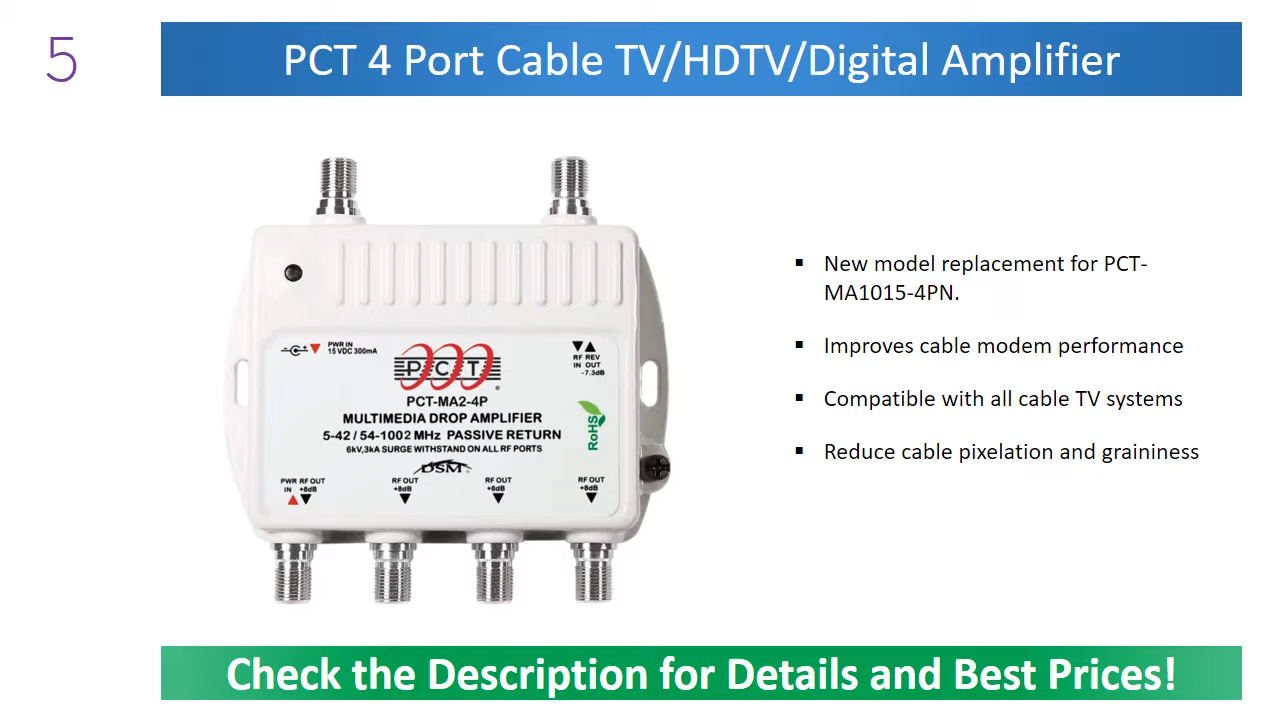 5
PCT 4 Port Cable TV/HDTV/Digital Amplifier
PWR IN
15 VDC 300mA
PCT
RF REV
IN OUT
-7.3dB
PCT-MA2-4P
MULTIMEDIA DROP AMPLIFIER
5-42 / 54-1002 MHz PASSIVE RETURN
6kV,3kA SURGE WITHSTAND ON ALL RF PORTS
RoHS
DSM
PWR RF OUT
IN +8dB
RF OUT
+8dB
RF OUT
+8dB
RF OUT
+8dB
▪ New model replacement for PCT-
MA1015-4PN.
▪ Improves cable modem performance
▪ Compatible with all cable TV systems
▪ Reduce cable pixelation and graininess
Check the Description for Details and Best Prices!